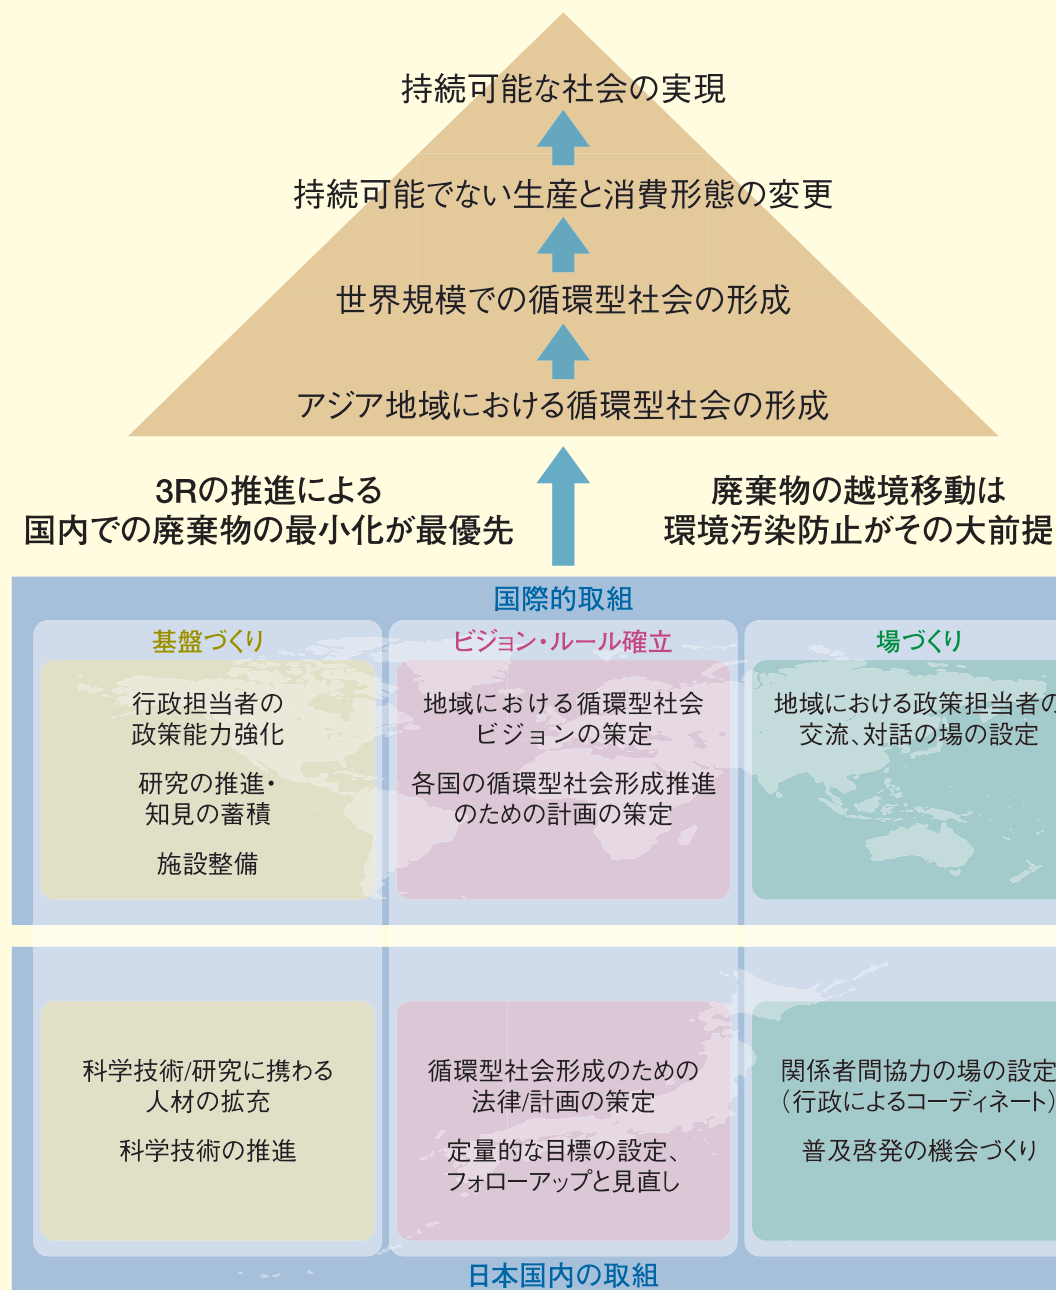 持続可能な社会の実現
持続可能でない生産と消費形態の変更
世界規模での循環型社会の形成
アジア地域における循環型社会の形成
3Rの推進による
国内での廃棄物の最小化が最優先
廃棄物の越境移動は
環境汚染防止がその大前提
国際的取組
基盤づくり
行政担当者の
政策能力強化
研究の推進・
知見の蓄積
施設整備
ビジョン・ルール確立
地域における循環型社会
ビジョンの策定
各国の循環型社会形成推進
のための計画の策定
場づくり
地域における政策担当者の
交流、対話の場の設定
科学技術/研究に携わる
人材の拡充
科学技術の推進
循環型社会形成のための
法律/計画の策定
定量的な目標の設定、
フォローアップと見直し
関係者間協力の場の設定
（行政によるコーディネート）
普及啓発の機会づくり
日本国内の取組